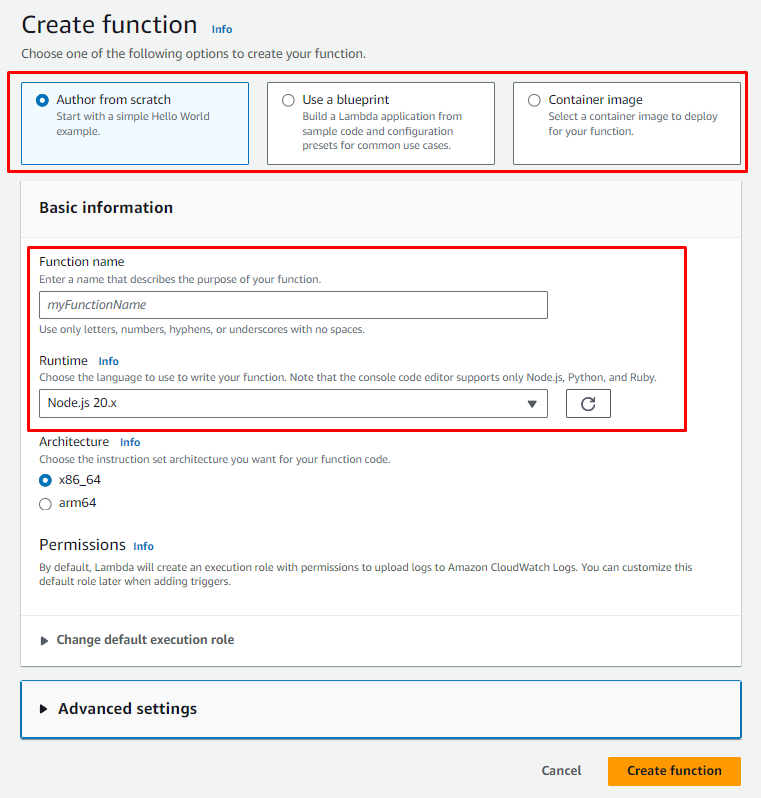 Create function Info
Choose one of the following options to create your function.
Author from scratch
Start with a simple Hello World
example.
Use a blueprint
Build a Lambda application from
sample code and configuration
presets for common use cases.
Container image
Select a container image to deploy
for your function.
Basic information
Function name
Enter a name that describes the purpose of your function.
myFunctionName
Use only letters, numbers, hyphens, or underscores with no spaces.
Runtime Info
Choose the language to use to write your function. Note that the console code editor supports only Node.js, Python, and Ruby.
Node.js 20.x
Architecture Info
Choose the instruction set architecture you want for your function code.
x86_64
arm64
Permissions Info
By default, Lambda will create an execution role with permissions to upload logs to Amazon CloudWatch Logs. You can customize this
default role later when adding triggers.
Change default execution role
Advanced settings
Cancel
Create function